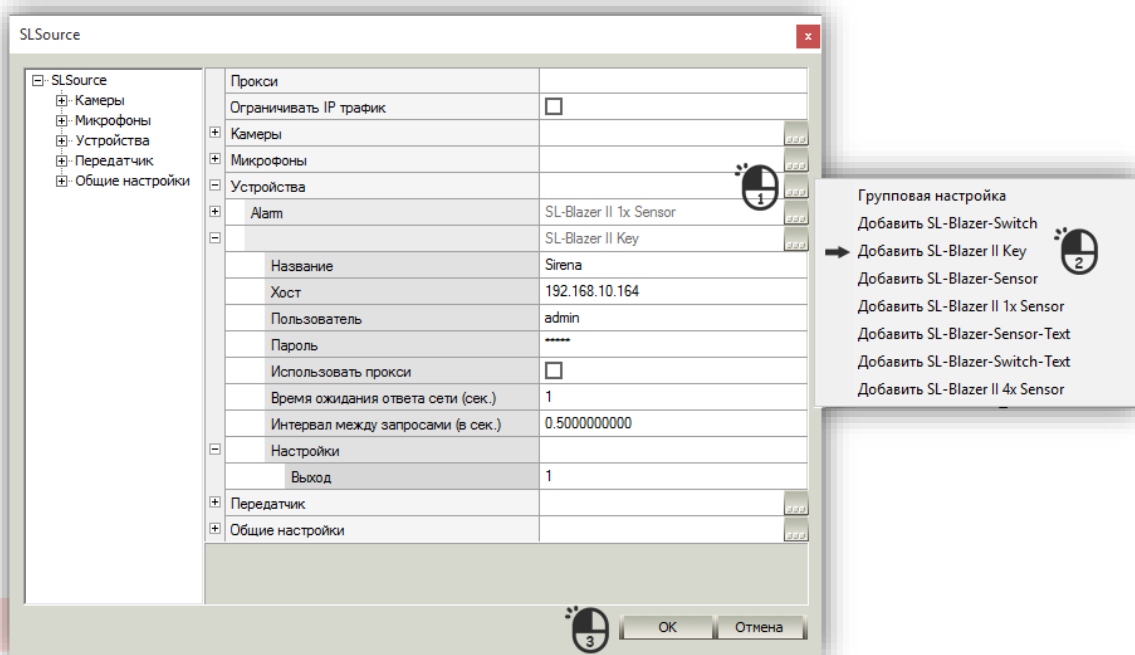 SLSource
x
SLSource
Камеры
Микрофоны
Устройства
Передатчик
Общие настройки
Прокси
Ограничивать IP трафик
Камеры
Микрофоны
Устройства
1
Alarm SL-Blazer II 1x Sensor
SL-Blazer II Key
Название Sirena
Хост 192.168.10.164
Пользователь admin
Пароль *****
Использовать прокси
Время ожидания ответа сети (сек.) 1
Интервал между запросами (в сек.) 0.5000000000
Настройки
Выход 1
Передатчик
Общие настройки
Групповая настройка
Добавить SL-Blazer-Switch
Добавить SL-Blazer II Key
2
Добавить SL-Blazer-Sensor
Добавить SL-Blazer II 1x Sensor
Добавить SL-Blazer-Sensor-Text
Добавить SL-Blazer-Switch-Text
Добавить SL-Blazer II 4x Sensor
3
OK Отмена